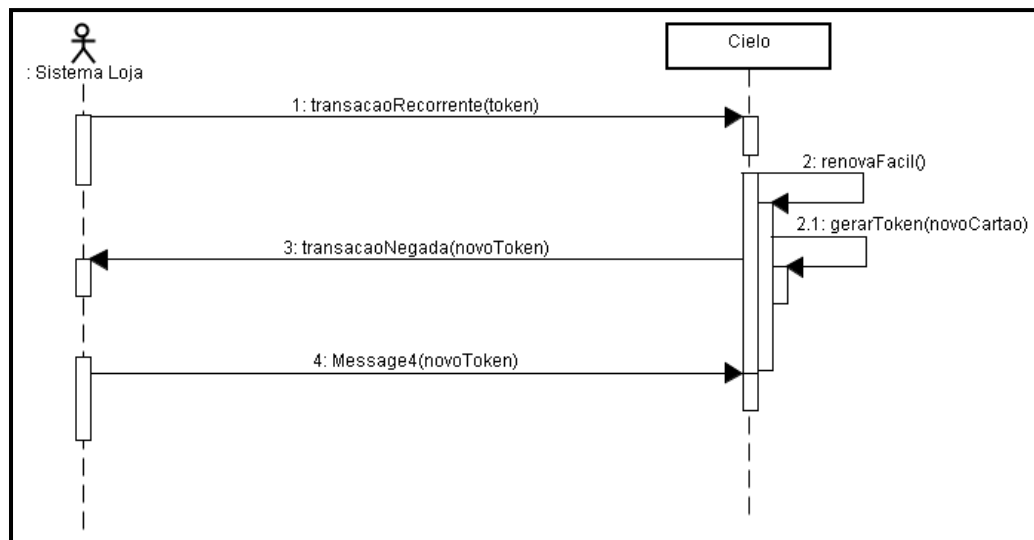 Cielo
: Sistema Loja
1: transacaoRecorrente(token)
2: renovaFacil()
2.1: gerarToken(novoCartao)
3: transacaoNegada(novoToken)
4: Message4(novoToken)